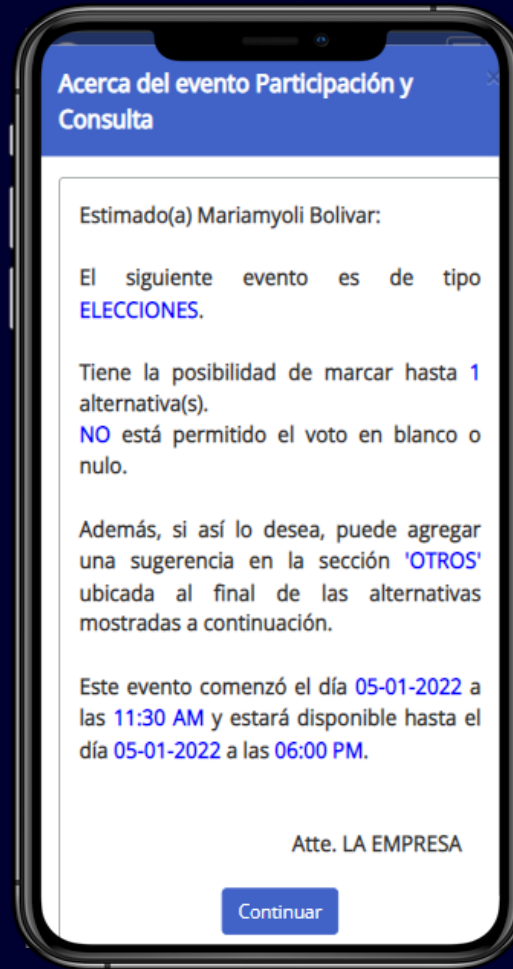 Acerca del evento Participación y
Consulta
Estimado(a) Mariamyoli Bolivar:
El siguiente evento es de tipo
ELECCIONES.
Tiene la posibilidad de marcar hasta 1
alternativa(s).
NO está permitido el voto en blanco o
nulo.
Además, si así lo desea, puede agregar
una sugerencia en la sección 'OTROS'
ubicada al final de las alternativas
mostradas a continuación.
Este evento comenzó el día 05-01-2022 a
las 11:30 AM y estará disponible hasta el
día 05-01-2022 a las 06:00 PM.
Atte. LA EMPRESA
Continuar